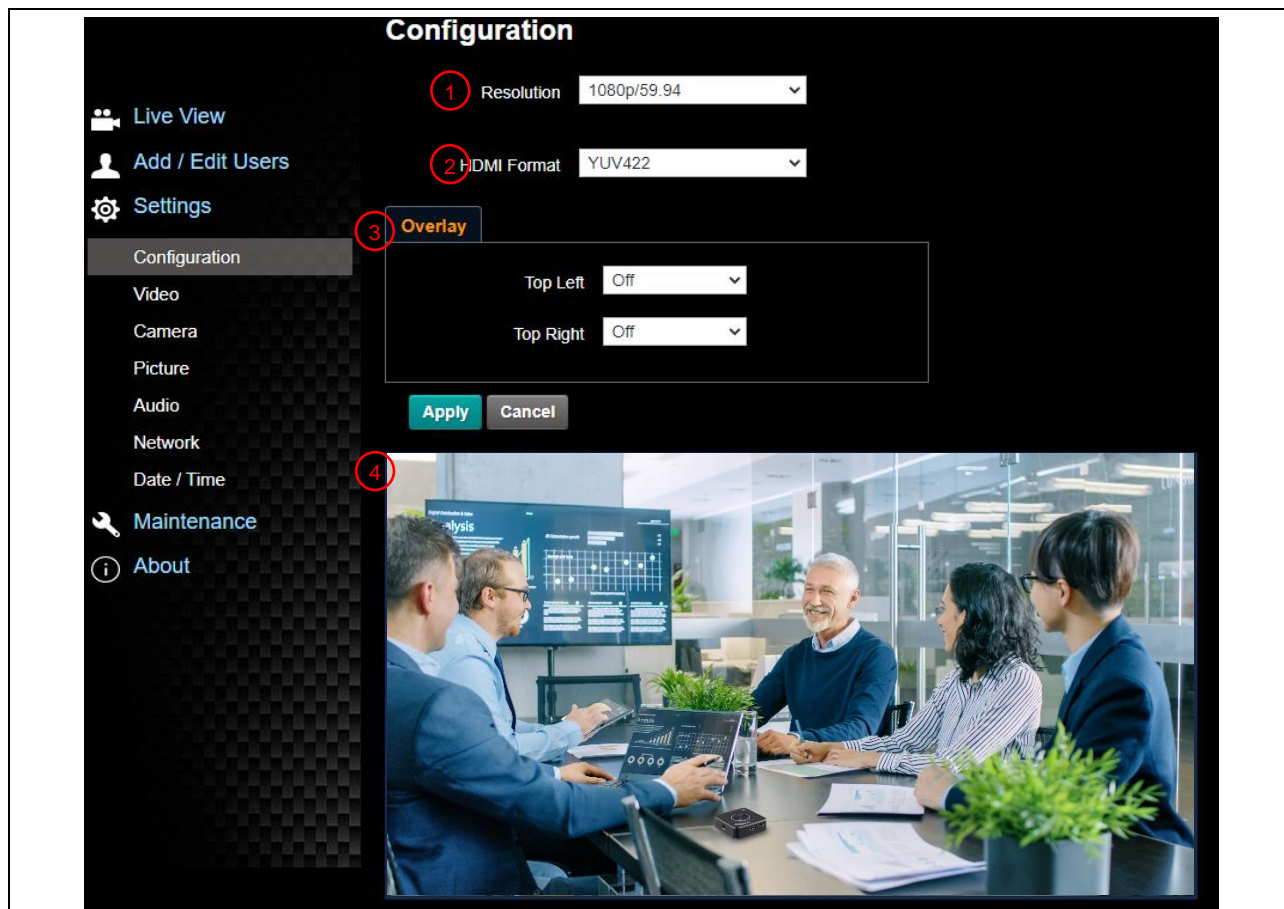 Configuration
1 Resolution 1080p/59.94
Live View
2 HDMI Format YUV422
Add / Edit Users
Settings
3 Overlay
Configuration
Top Left Off
Video
Camera
Top Right Off
Picture
Audio
Apply Cancel
Network
4
Date / Time
Maintenance
About
Analysis